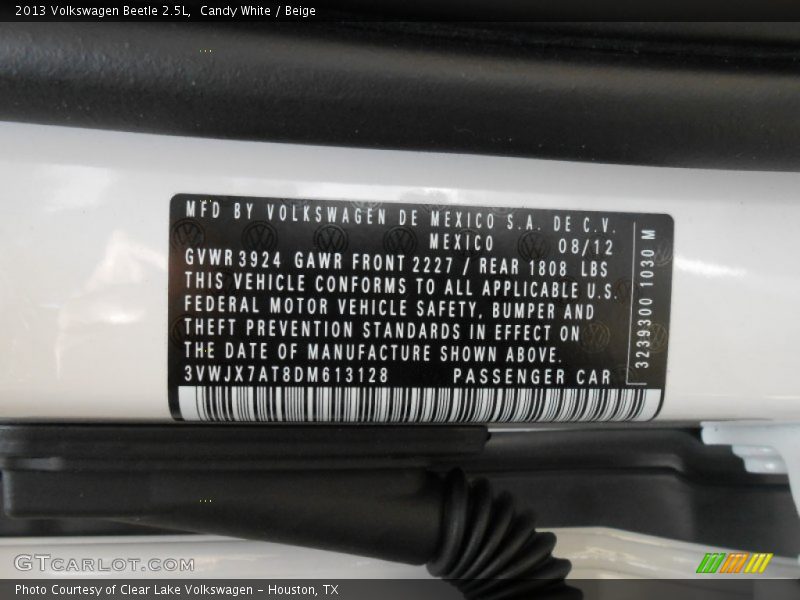 2013 Volkswagen Beetle 2.5L, Candy White / Beige
MFD BY VOLKSWAGEN DE MEXICO S.A. DE C.V.
MEXICO 08/12
GVWR 3924 GAWR FRONT 2227 / REAR 1808 LBS
THIS VEHICLE CONFORMS TO ALL APPLICABLE U.S.
FEDERAL MOTOR VEHICLE SAFETY, BUMPER AND
THEFT PREVENTION STANDARDS IN EFFECT ON
THE DATE OF MANUFACTURE SHOWN ABOVE.
3VWJX7AT8DM613128 PASSENGER CAR
3239300 1030 M
GTCARLOT.COM
Photo Courtesy of Clear Lake Volkswagen - Houston, TX